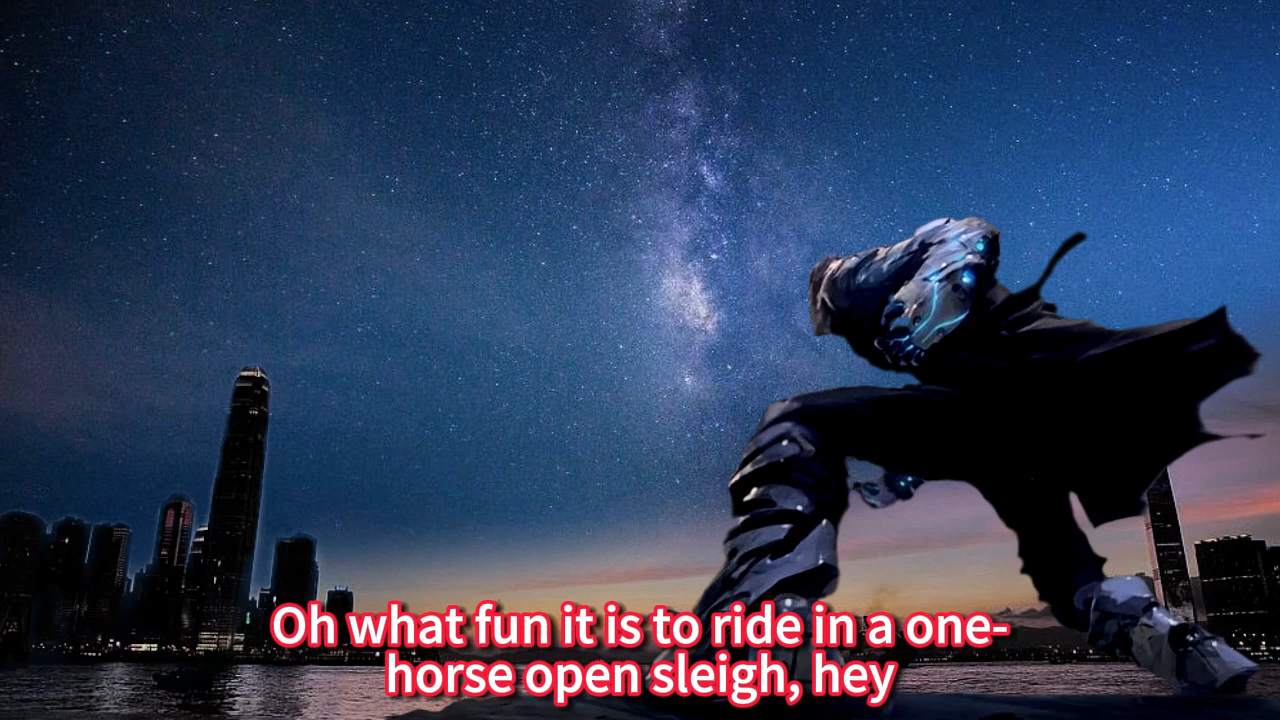 Oh what fun it is to ride in a one-
horse open sleigh, hey